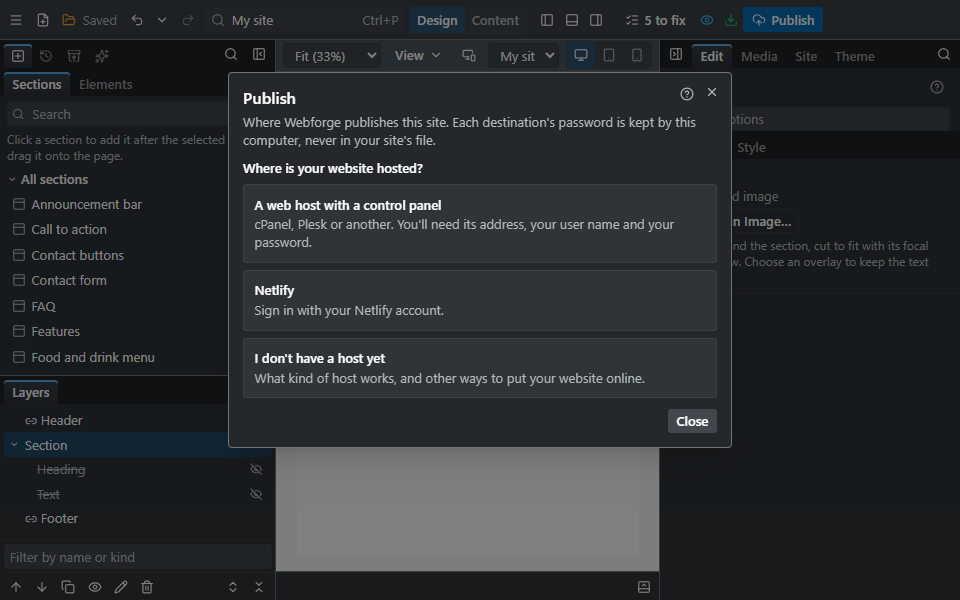 Saved
My site
Ctrl+P
Design
Content
5 to fix
Publish
Fit (33%)
View
My sit
Edit
Media
Site
Theme
Sections
Elements
Search
Click a section to add it after the selected
drag it onto the page.
All sections
Announcement bar
Call to action
Contact buttons
Contact form
FAQ
Features
Food and drink menu
Layers
Header
Section
Heading
Text
Footer
Filter by name or kind
Publish
Where Webforge publishes this site. Each destination's password is kept by this
computer, never in your site's file.
Where is your website hosted?
A web host with a control panel
cPanel, Plesk or another. You'll need its address, your user name and your
password.
Netlify
Sign in with your Netlify account.
I don't have a host yet
What kind of host works, and other ways to put your website online.
Close
Style
image
Image...
the section, cut to fit with its focal
Choose an overlay to keep the text